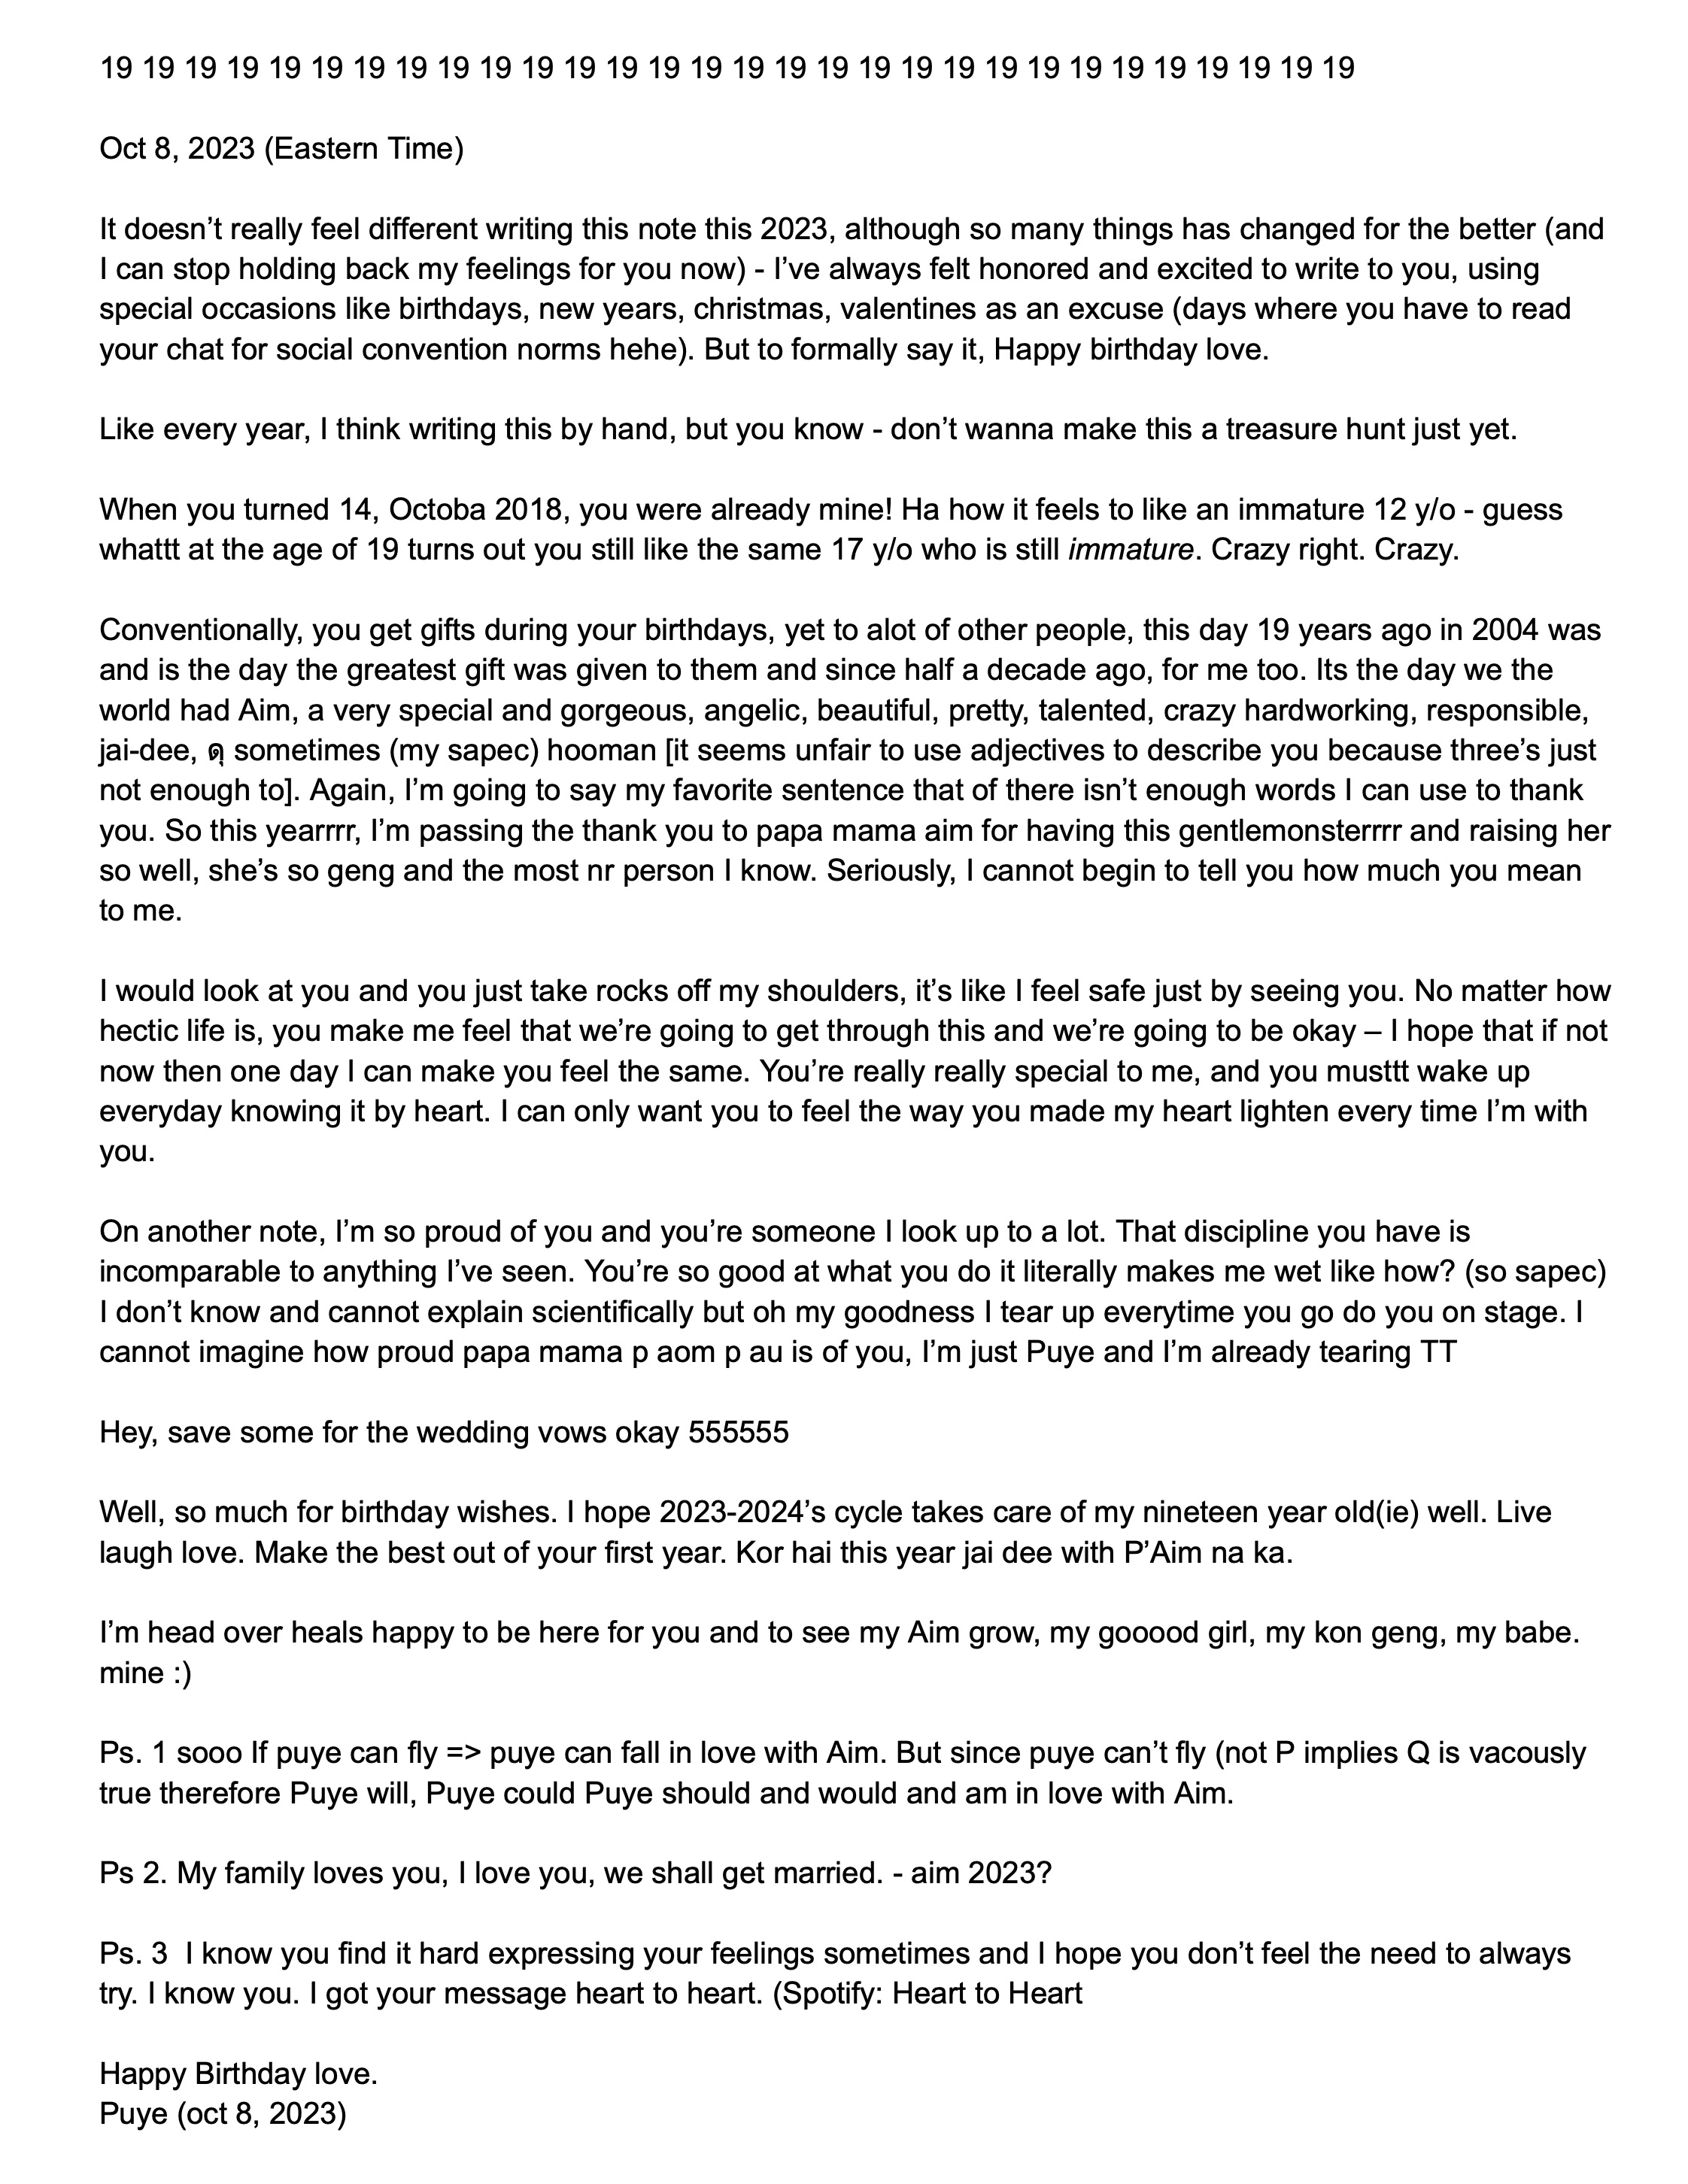 19 19 19 19 19 19 19 19 19 19 19 19 19 19 19 19 19 19 19 19 19 19 19 19 19 19 19 19 19 19
Oct 8, 2023 (Eastern Time)
It doesn’t really feel different writing this note this 2023, although so many things has changed for the better (and
I can stop holding back my feelings for you now) - I’ve always felt honored and excited to write to you, using
special occasions like birthdays, new years, christmas, valentines as an excuse (days where you have to read
your chat for social convention norms hehe). But to formally say it, Happy birthday love.
Like every year, I think writing this by hand, but you know - don’t wanna make this a treasure hunt just yet.
When you turned 14, Octoba 2018, you were already mine! Ha how it feels to like an immature 12 y/o - guess
whattt at the age of 19 turns out you still like the same 17 y/o who is still immature. Crazy right. Crazy.
Conventionally, you get gifts during your birthdays, yet to alot of other people, this day 19 years ago in 2004 was
and is the day the greatest gift was given to them and since half a decade ago, for me too. Its the day we the
world had Aim, a very special and gorgeous, angelic, beautiful, pretty, talented, crazy hardworking, responsible,
jai-dee, ดุ sometimes (my sapec) hooman [it seems unfair to use adjectives to describe you because three’s just
not enough to]. Again, I’m going to say my favorite sentence that of there isn’t enough words I can use to thank
you. So this yearrrr, I’m passing the thank you to papa mama aim for having this gentlemonsterrrr and raising her
so well, she’s so geng and the most nr person I know. Seriously, I cannot begin to tell you how much you mean
to me.
I would look at you and you just take rocks off my shoulders, it’s like I feel safe just by seeing you. No matter how
hectic life is, you make me feel that we’re going to get through this and we’re going to be okay – I hope that if not
now then one day I can make you feel the same. You’re really really special to me, and you musttt wake up
everyday knowing it by heart. I can only want you to feel the way you made my heart lighten every time I’m with
you.
On another note, I’m so proud of you and you’re someone I look up to a lot. That discipline you have is
incomparable to anything I’ve seen. You’re so good at what you do it literally makes me wet like how? (so sapec)
I don’t know and cannot explain scientifically but oh my goodness I tear up everytime you go do you on stage. I
cannot imagine how proud papa mama p aom p au is of you, I’m just Puye and I’m already tearing TT
Hey, save some for the wedding vows okay 555555
Well, so much for birthday wishes. I hope 2023-2024’s cycle takes care of my nineteen year old(ie) well. Live
laugh love. Make the best out of your first year. Kor hai this year jai dee with P’Aim na ka.
I’m head over heals happy to be here for you and to see my Aim grow, my gooood girl, my kon geng, my babe.
mine :)
Ps. 1 sooo If puye can fly => puye can fall in love with Aim. But since puye can’t fly (not P implies Q is vacously
true therefore Puye will, Puye could Puye should and would and am in love with Aim.
Ps 2. My family loves you, I love you, we shall get married. - aim 2023?
Ps. 3  I know you find it hard expressing your feelings sometimes and I hope you don’t feel the need to always
try. I know you. I got your message heart to heart. (Spotify: Heart to Heart
Happy Birthday love.
Puye (oct 8, 2023)